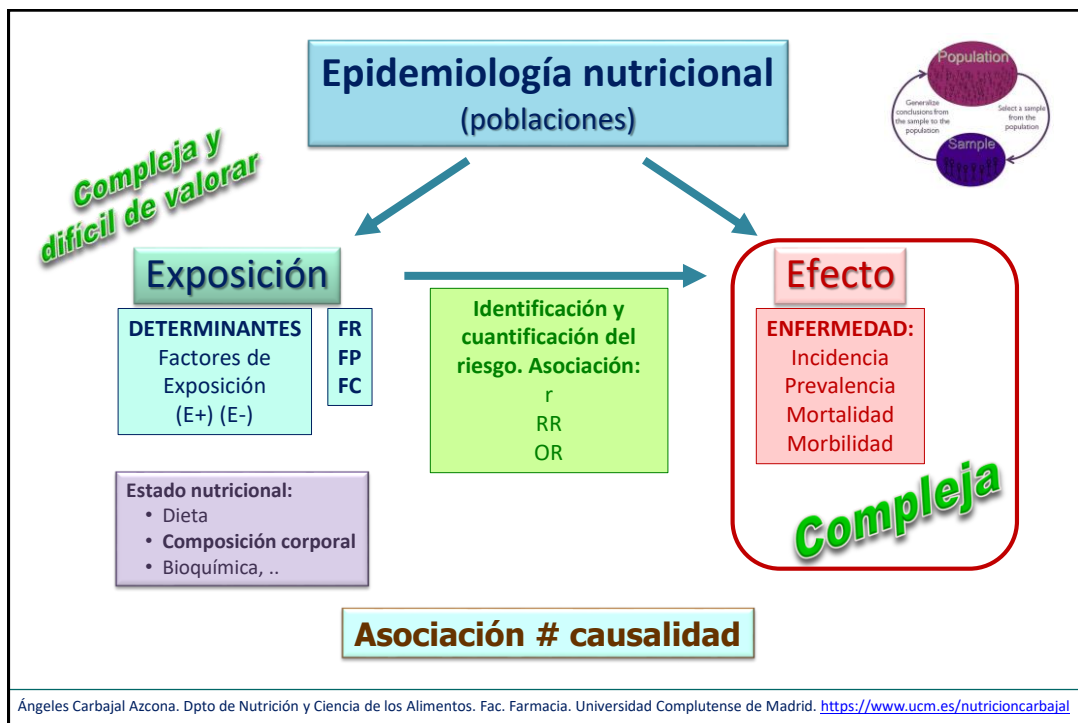 Epidemiología nutricional
(poblaciones)
Population
Generalize
conclusions from
the sample to the
population
Select a sample
from the
population
Sample
Compleja y
difícil de valorar
Exposición
Efecto
DETERMINANTES
Factores de
Exposición
(E+) (E-)
FR
FP
FC
Identificación y
cuantificación del
riesgo. Asociación:
r
RR
OR
ENFERMEDAD:
Incidencia
Prevalencia
Mortalidad
Morbilidad
Compleja
Estado nutricional:
• Dieta
• Composición corporal
• Bioquímica, ..
Asociación # causalidad
Ángeles Carbajal Azcona. Dpto de Nutrición y Ciencia de los Alimentos. Fac. Farmacia. Universidad Complutense de Madrid. https://www.ucm.es/nutricioncarbajal